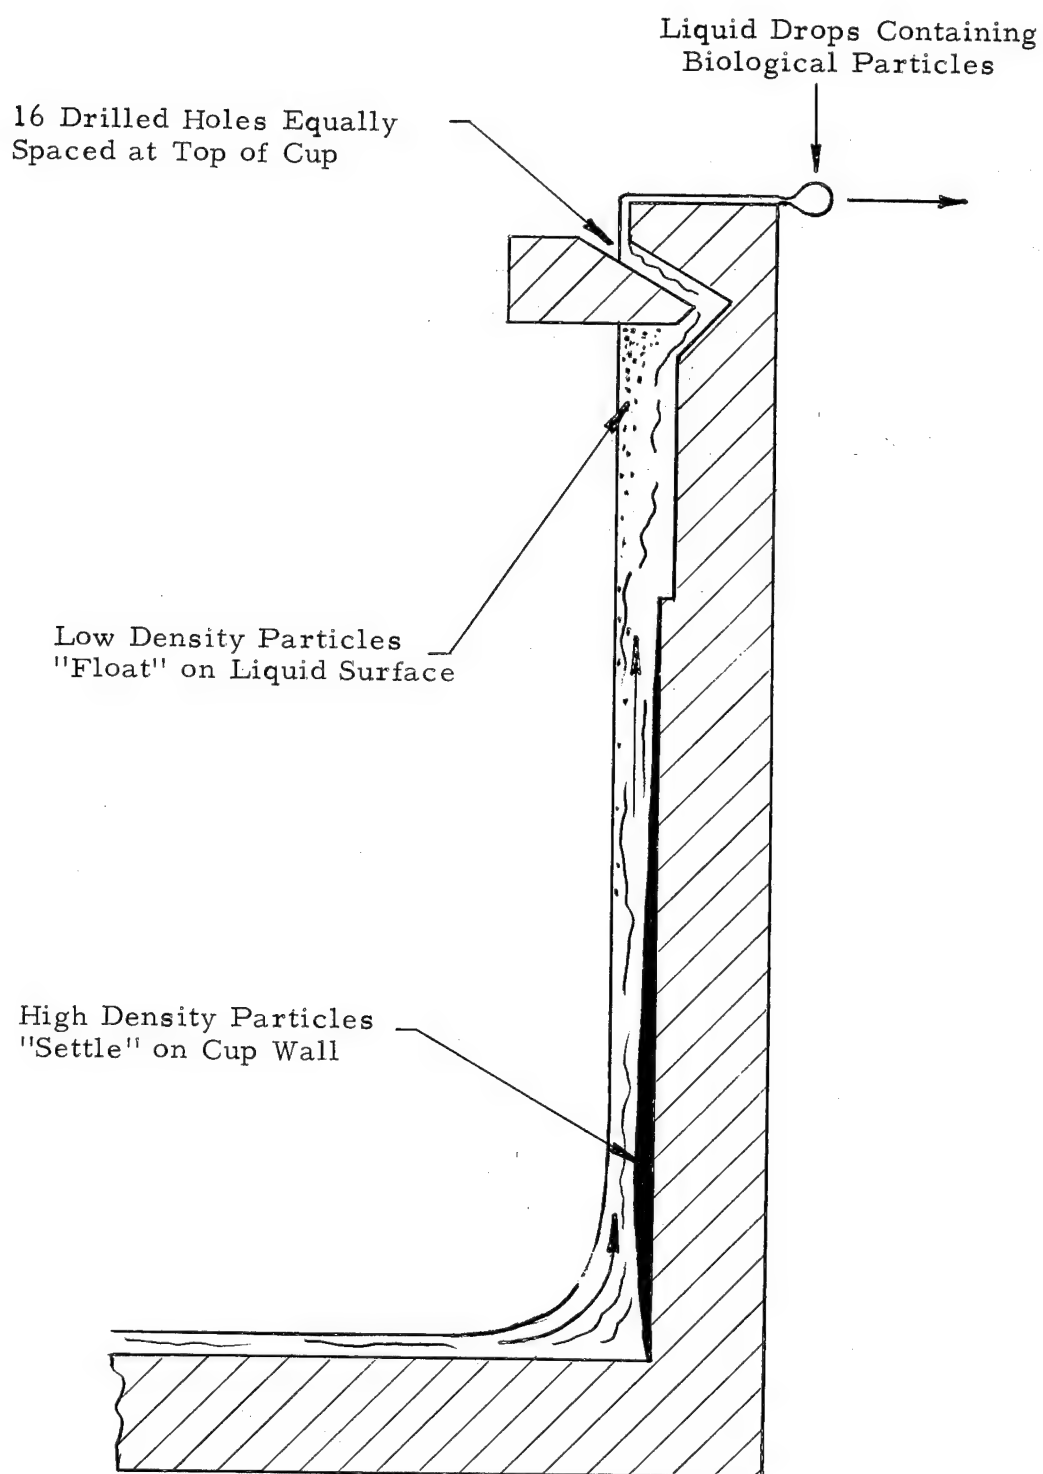 Liquid Drops Containing
Biological Particles
16 Drilled Holes Equally
Spaced at Top of Cup
Low Density Particles
"Float" on Liquid Surface
High Density Particles
"Settle" on Cup Wall